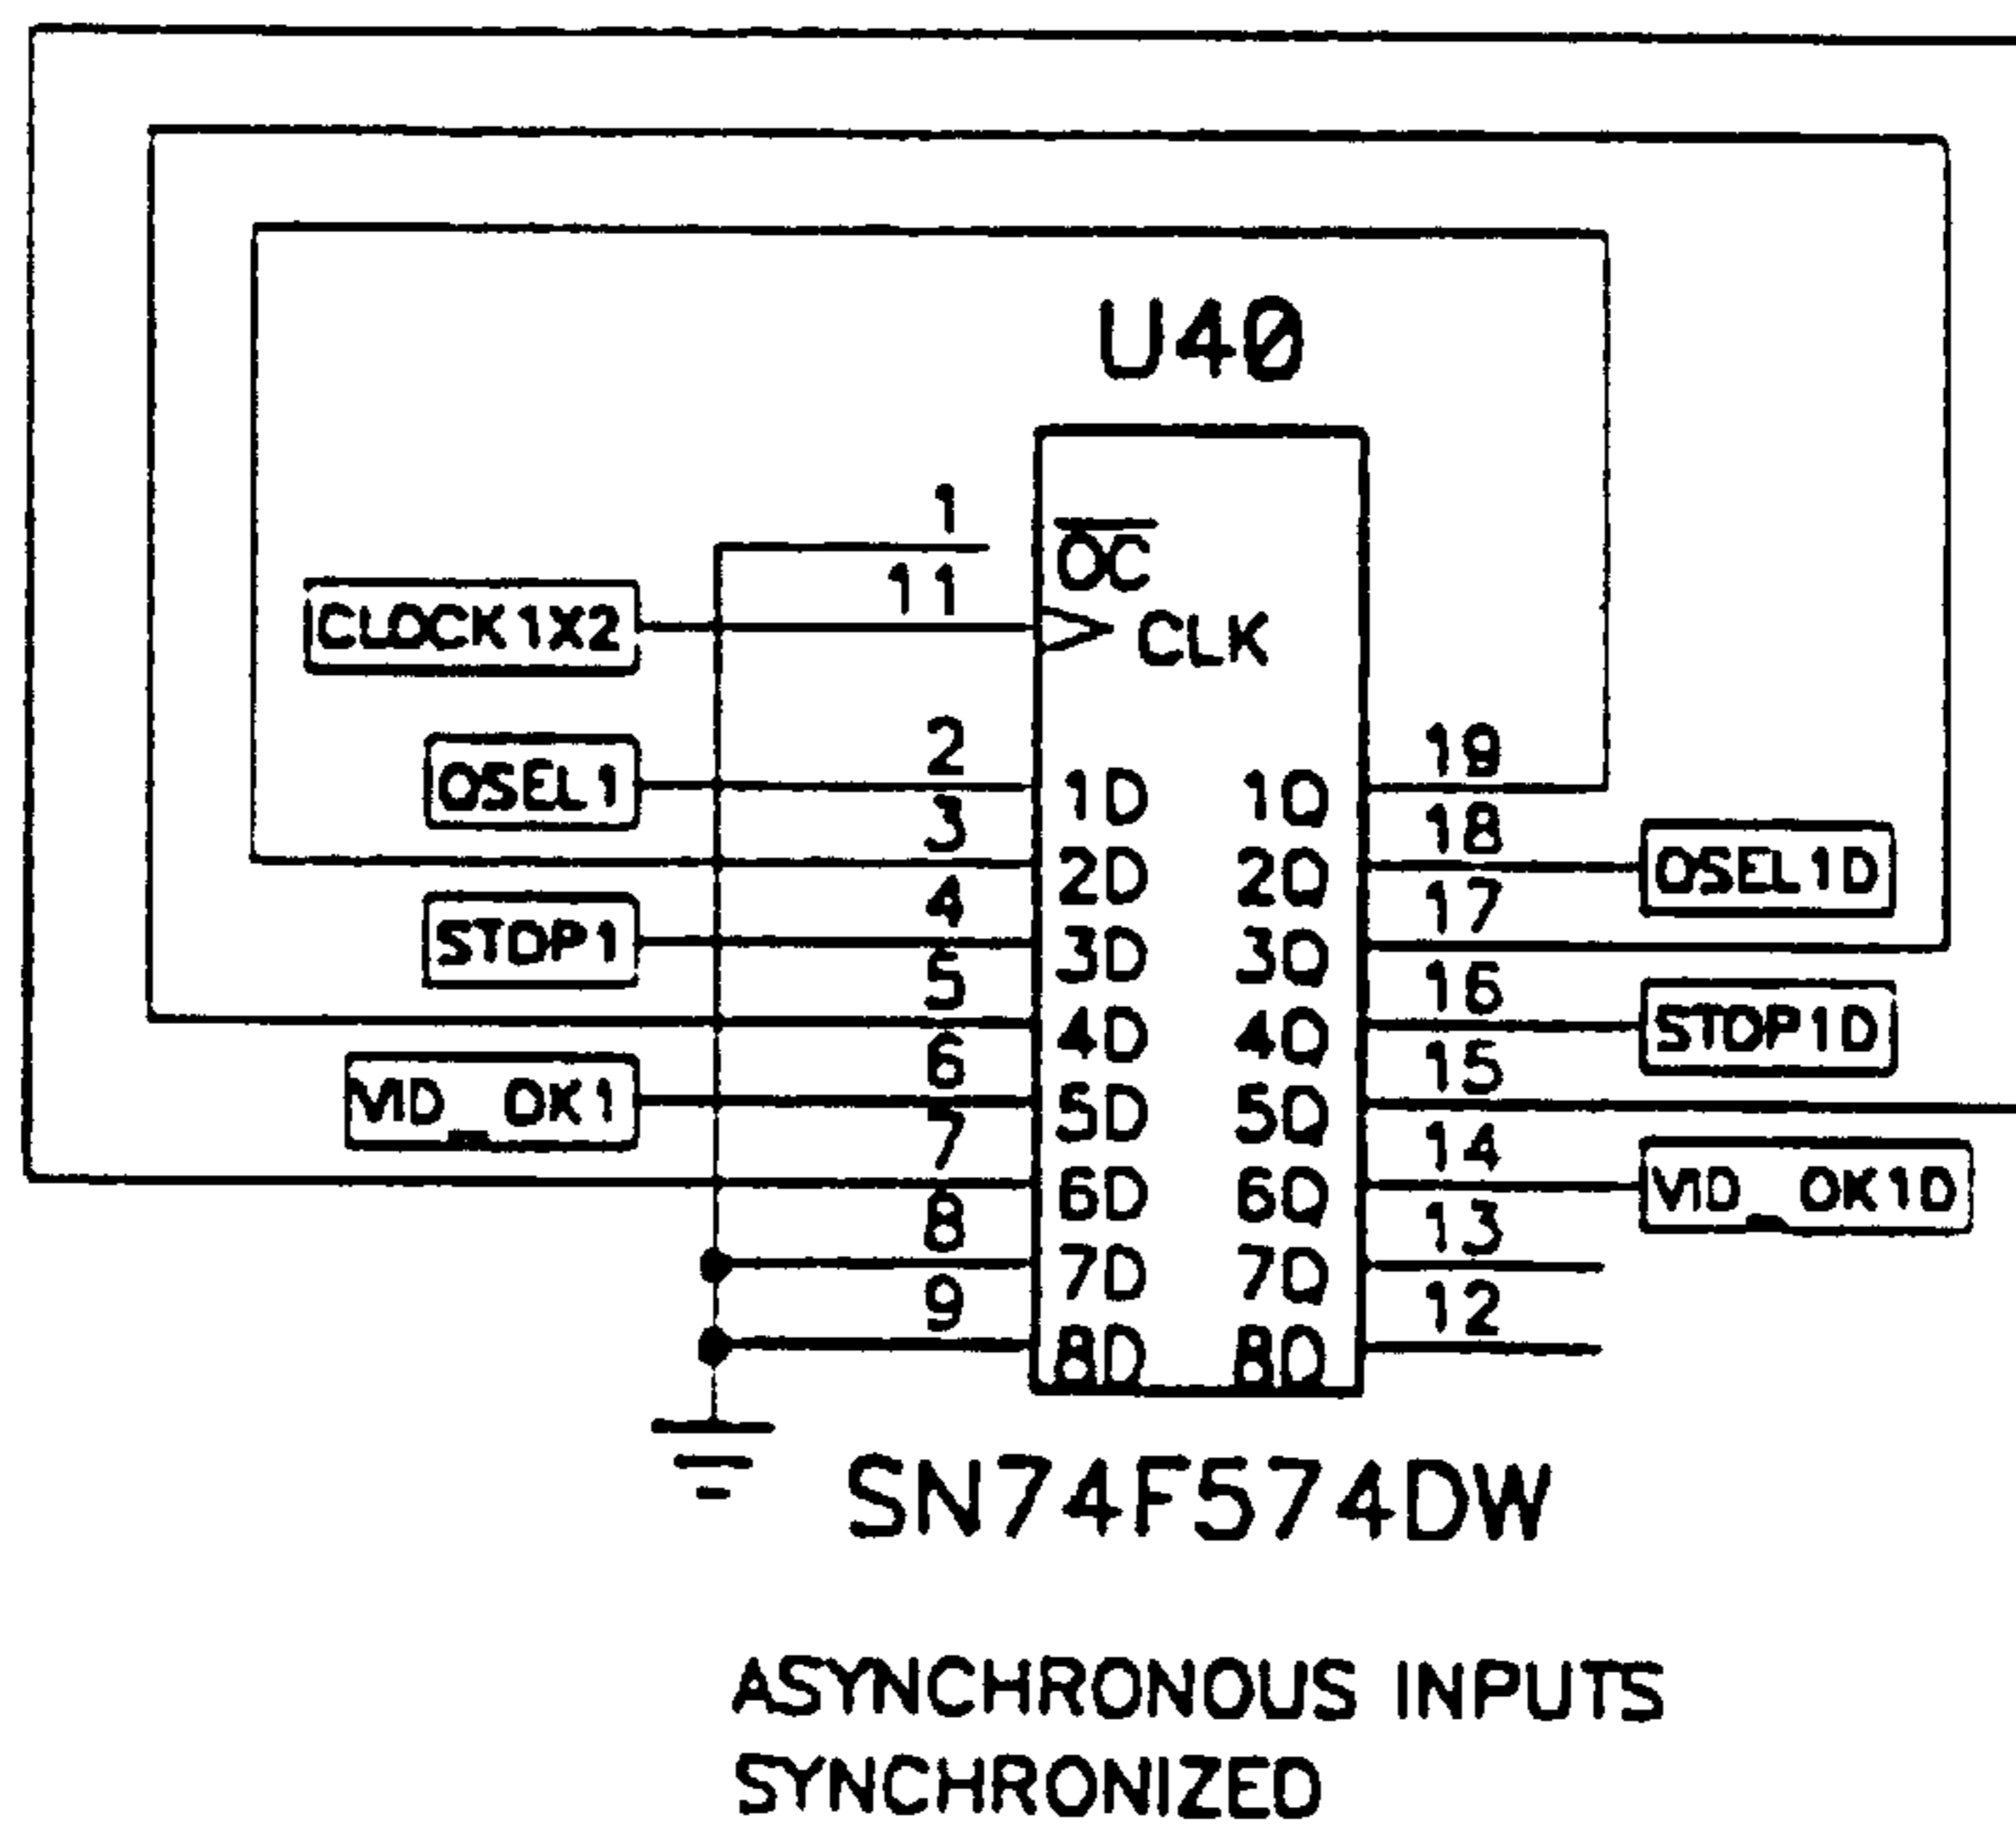 U40
1
OC
11
CLOCK1X2
CLK
2
19
OSEL1
1D 1Q
3
18
2D 2Q
OSEL1D
4
17
STOP1
3D 3Q
5
16
4D 4Q
STOP1D
6
15
VID_OK1
5D 5Q
7
14
6D 6Q
VID_OK1D
8
13
7D 7Q
9
12
8D 8Q
SN74F574DW
ASYNCHRONOUS INPUTS
SYNCHRONIZED